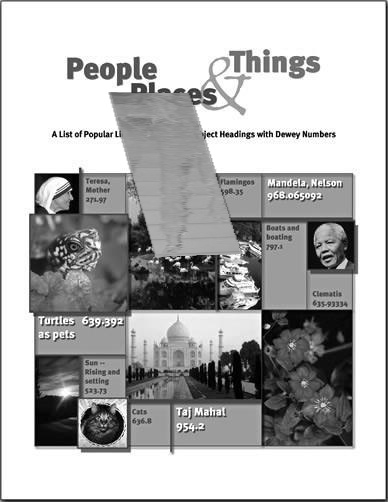 People
Places & Things
A List of Popular Headings with Dewey Numbers
Teresa,
Mother
271.97
Flamingos
598.35
Mandela, Nelson
968.065092
Boats and
boating
797.1
Clematis
635.93334
Turtles 639.392
as pets
Sun --
Rising and
setting
523.73
Cats
636.8
Taj Mahal
954.2